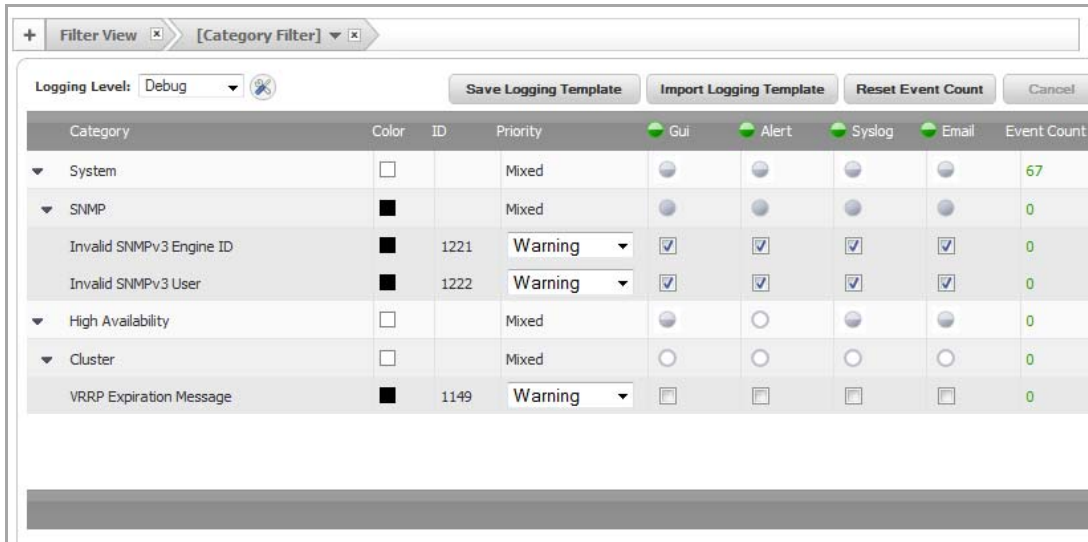 + Filter View [Category Filter]
Logging Level: Debug Save Logging Template Import Logging Template Reset Event Count Cancel
Category Color ID Priority Gui Alert Syslog Email Event Count
System Mixed 67
SNMP Mixed 0
Invalid SNMPv3 Engine ID 1221 Warning 0
Invalid SNMPv3 User 1222 Warning 0
High Availability Mixed 0
Cluster Mixed 0
VRRP Expiration Message 1149 Warning 0